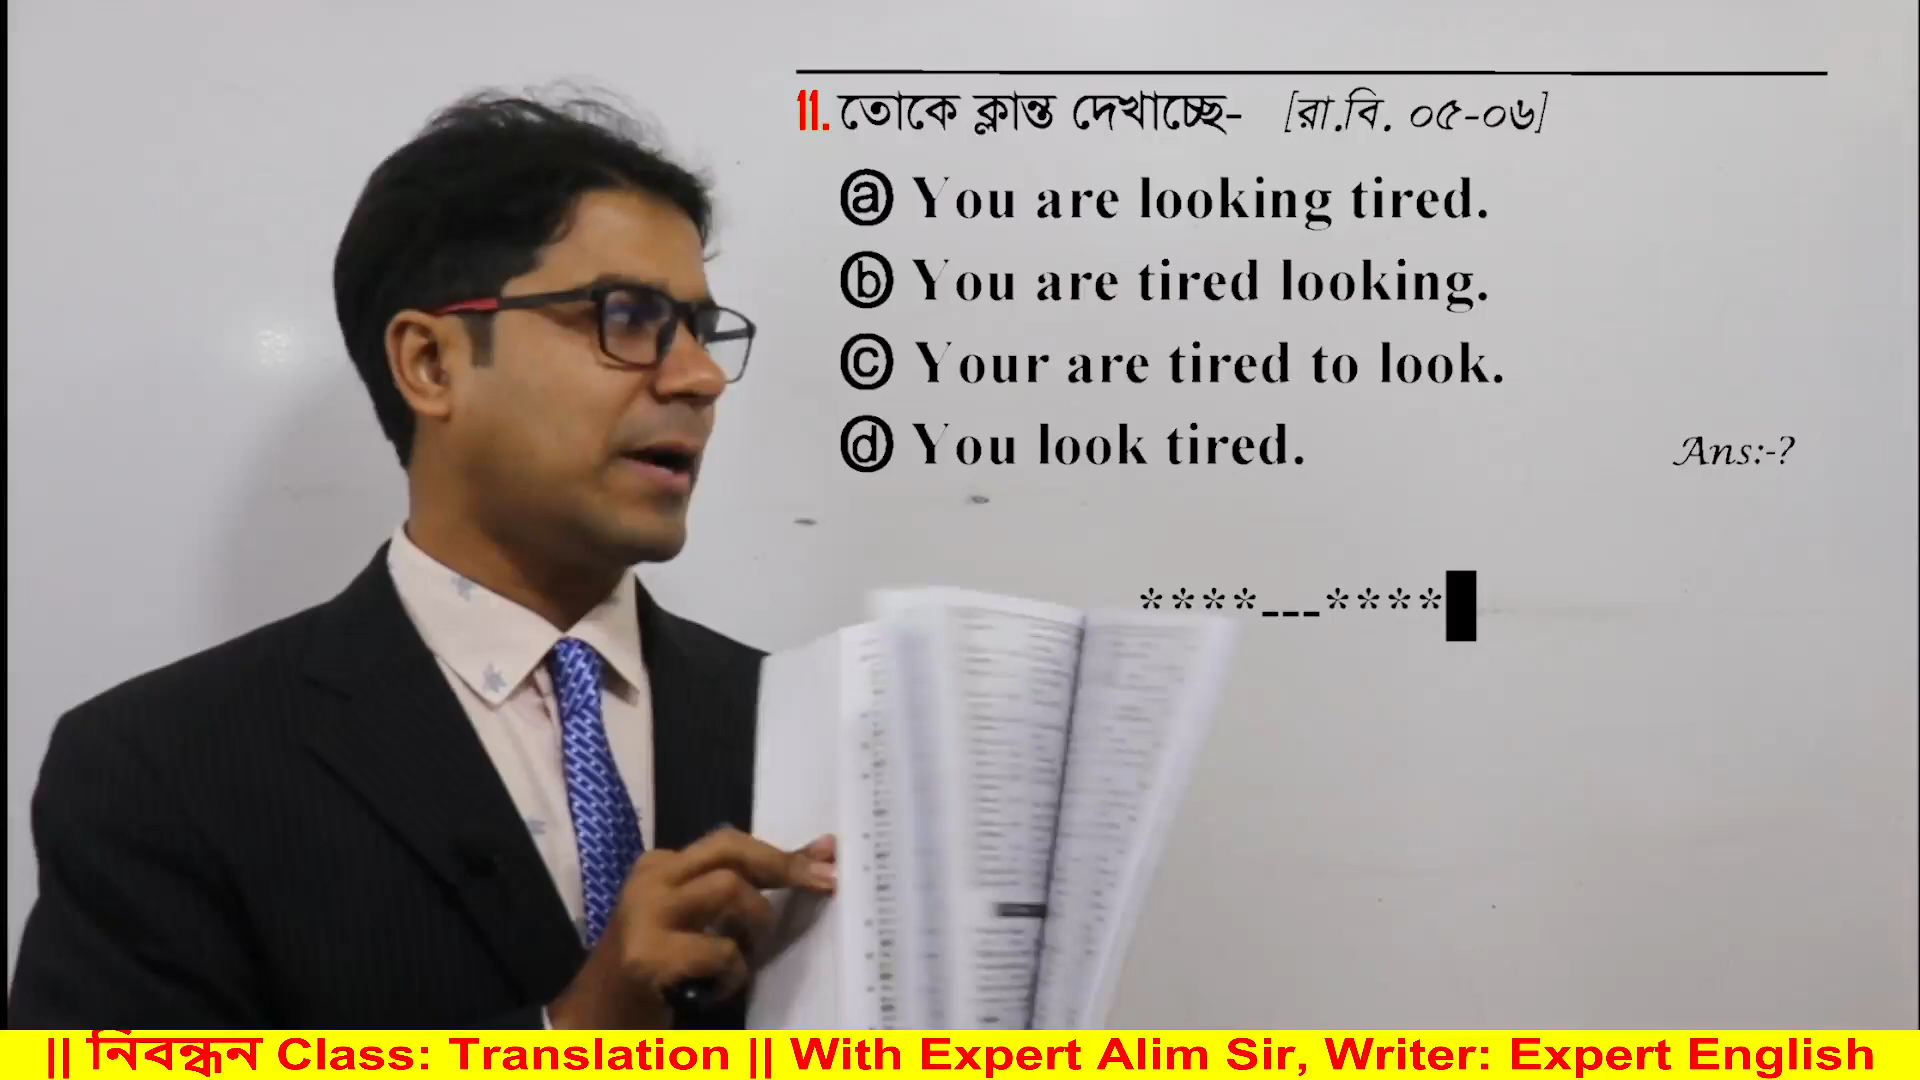 11. তোকে ক্লান্ত দেখাচ্ছে- [রা.বি. ০৫-০৬]
ⓐ You are looking tired.
ⓑ You are tired looking.
ⓒ Your are tired to look.
ⓓ You look tired.
Ans:-?
****---****
|| নিবন্ধন Class: Translation || With Expert Alim Sir, Writer: Expert English